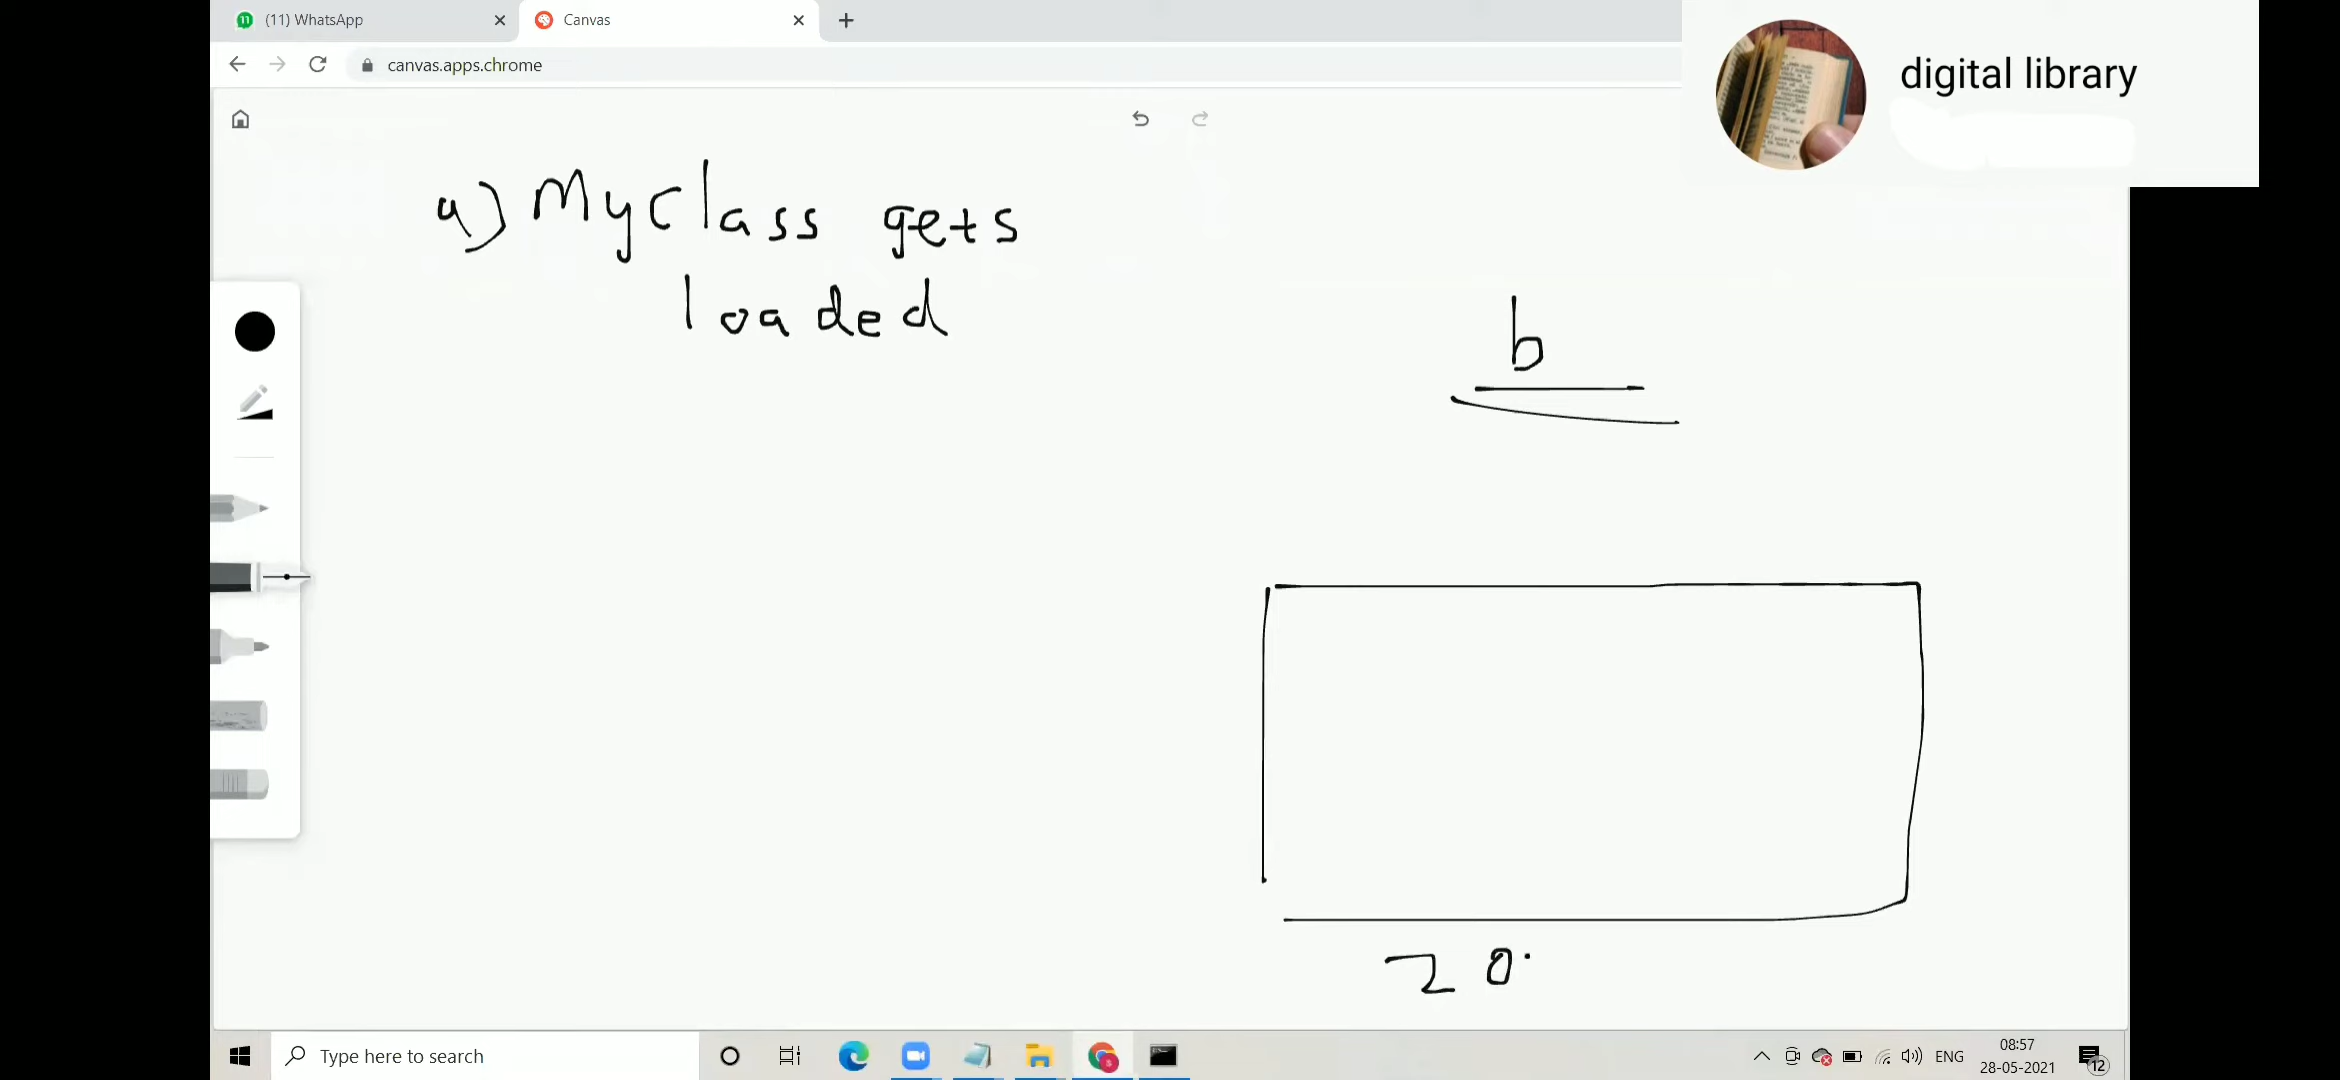 (11) WhatsApp
Canvas
canvas.apps.chrome
digital library
a) Myclass gets
loaded
b
20
Type here to search
ENG
08:57
28-05-2021
12